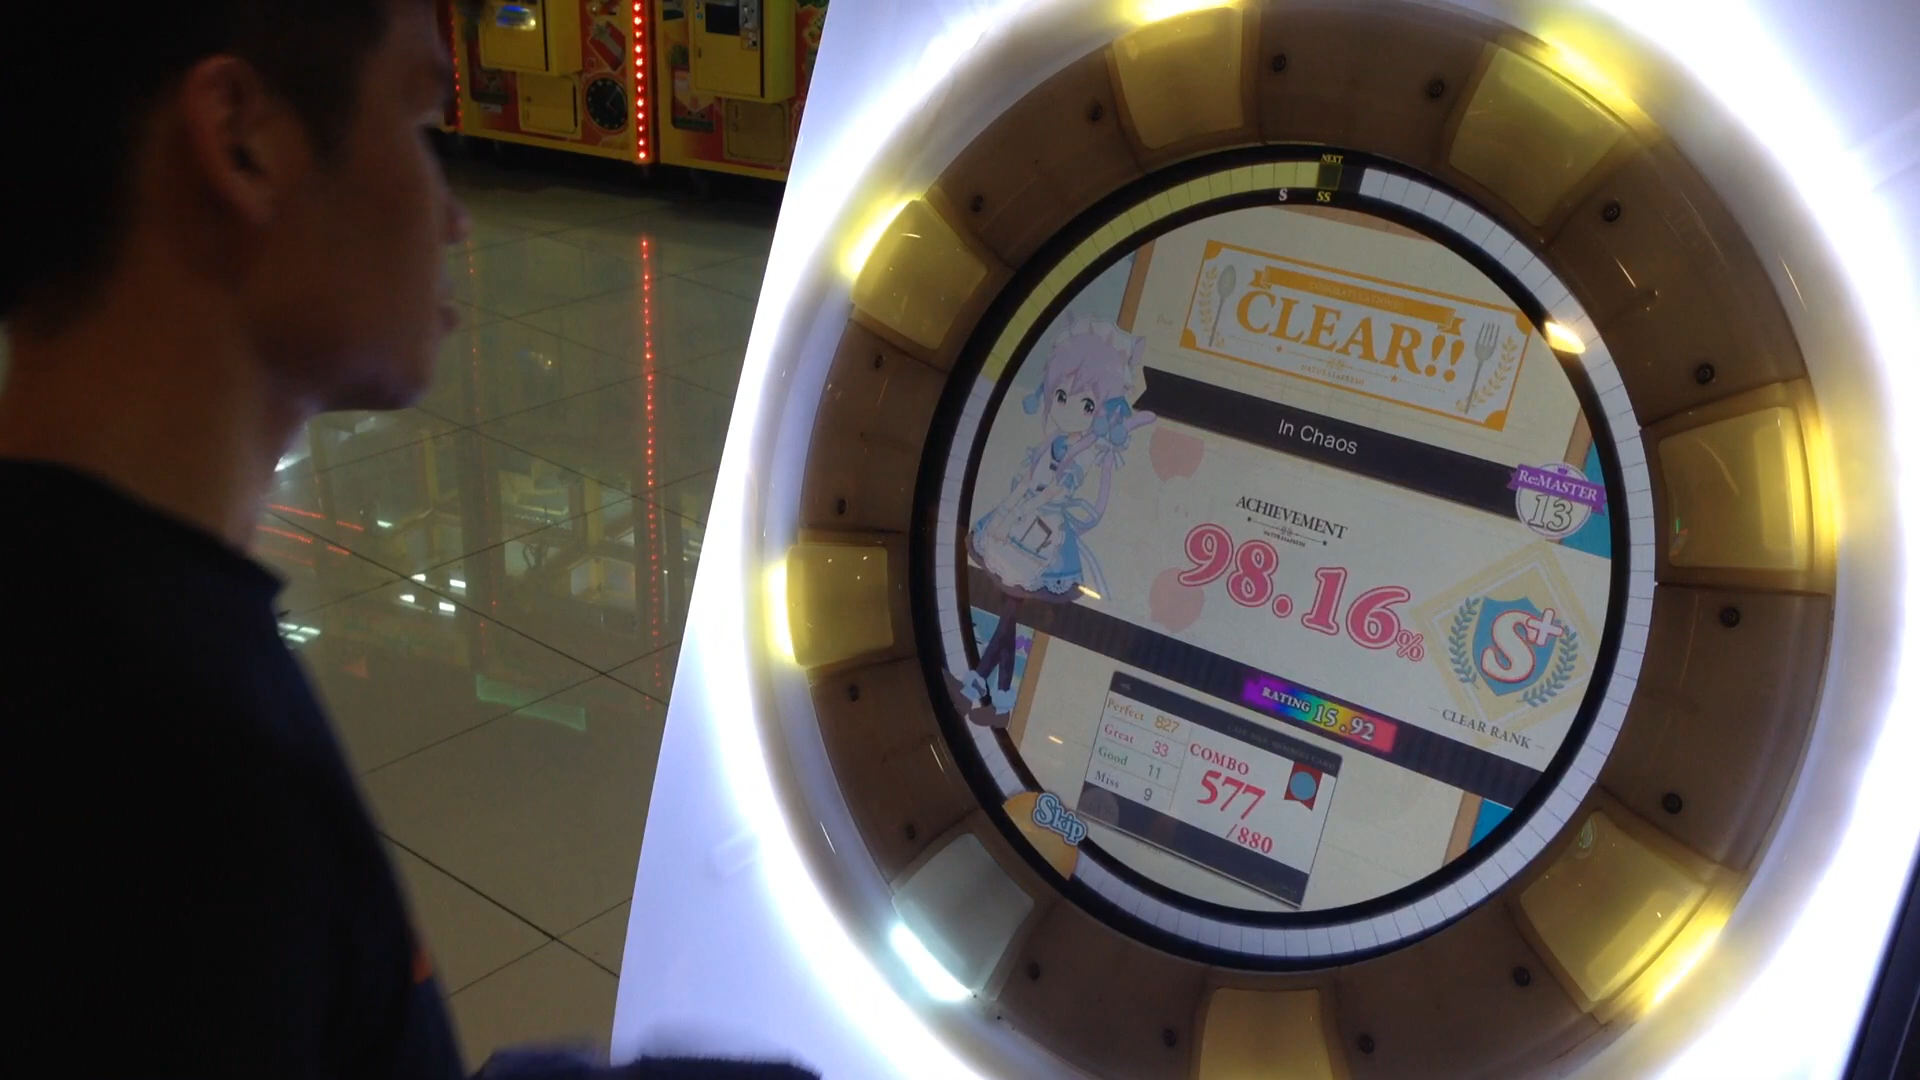 NEXT
S SS
CONGRATULATIONS
CLEAR!!
In Chaos
Re:MASTER
13
ACHIEVEMENT
98.16%
S+
CLEAR RANK
RATING 15.92
Perfect 827
Great 33
Good 11
Miss 9
COMBO
577
/880
Skip